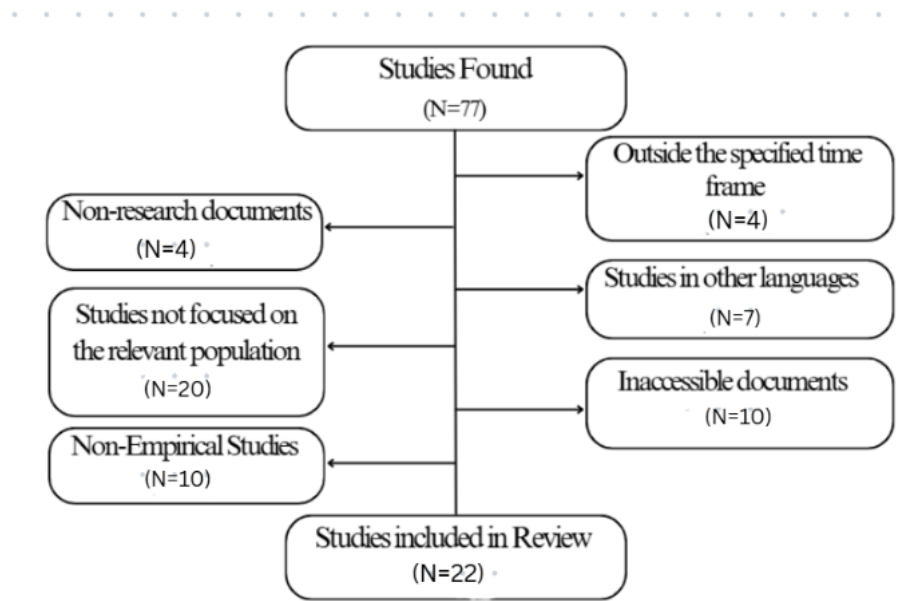 Studies Found
(N=77)
Outside the specified time
frame
(N=4)
Non-research documents
(N=4)
Studies in other languages
(N=7)
Studies not focused on
the relevant population
(N=20)
Inaccessible documents
(N=10)
Non-Empirical Studies
(N=10)
Studies included in Review
(N=22)